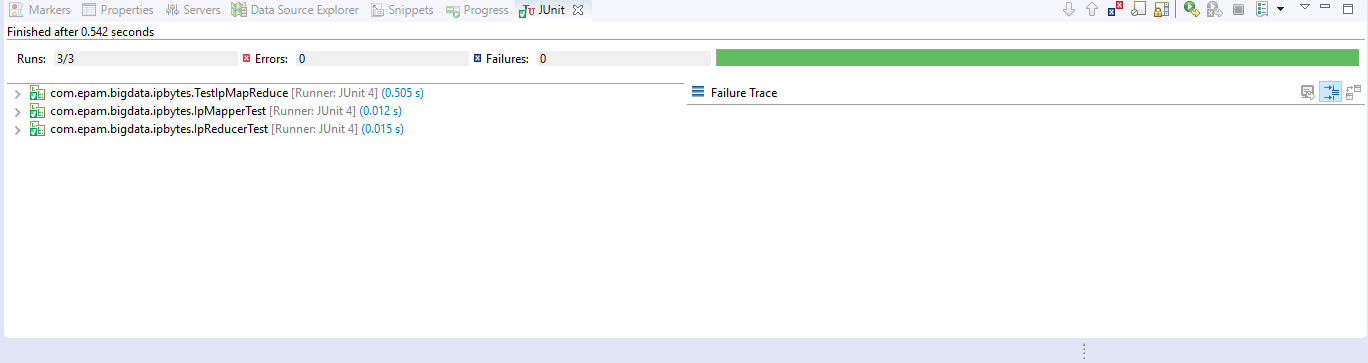 Markers Properties Servers Data Source Explorer Snippets Progress JUnit
Finished after 0.542 seconds
Runs: 3/3 Errors: 0 Failures: 0
com.epam.bigdata.ipbytes.TestIpMapReduce [Runner: JUnit 4] (0.505 s)
Failure Trace
com.epam.bigdata.ipbytes.IpMapperTest [Runner: JUnit 4] (0.012 s)
com.epam.bigdata.ipbytes.IpReducerTest [Runner: JUnit 4] (0.015 s)